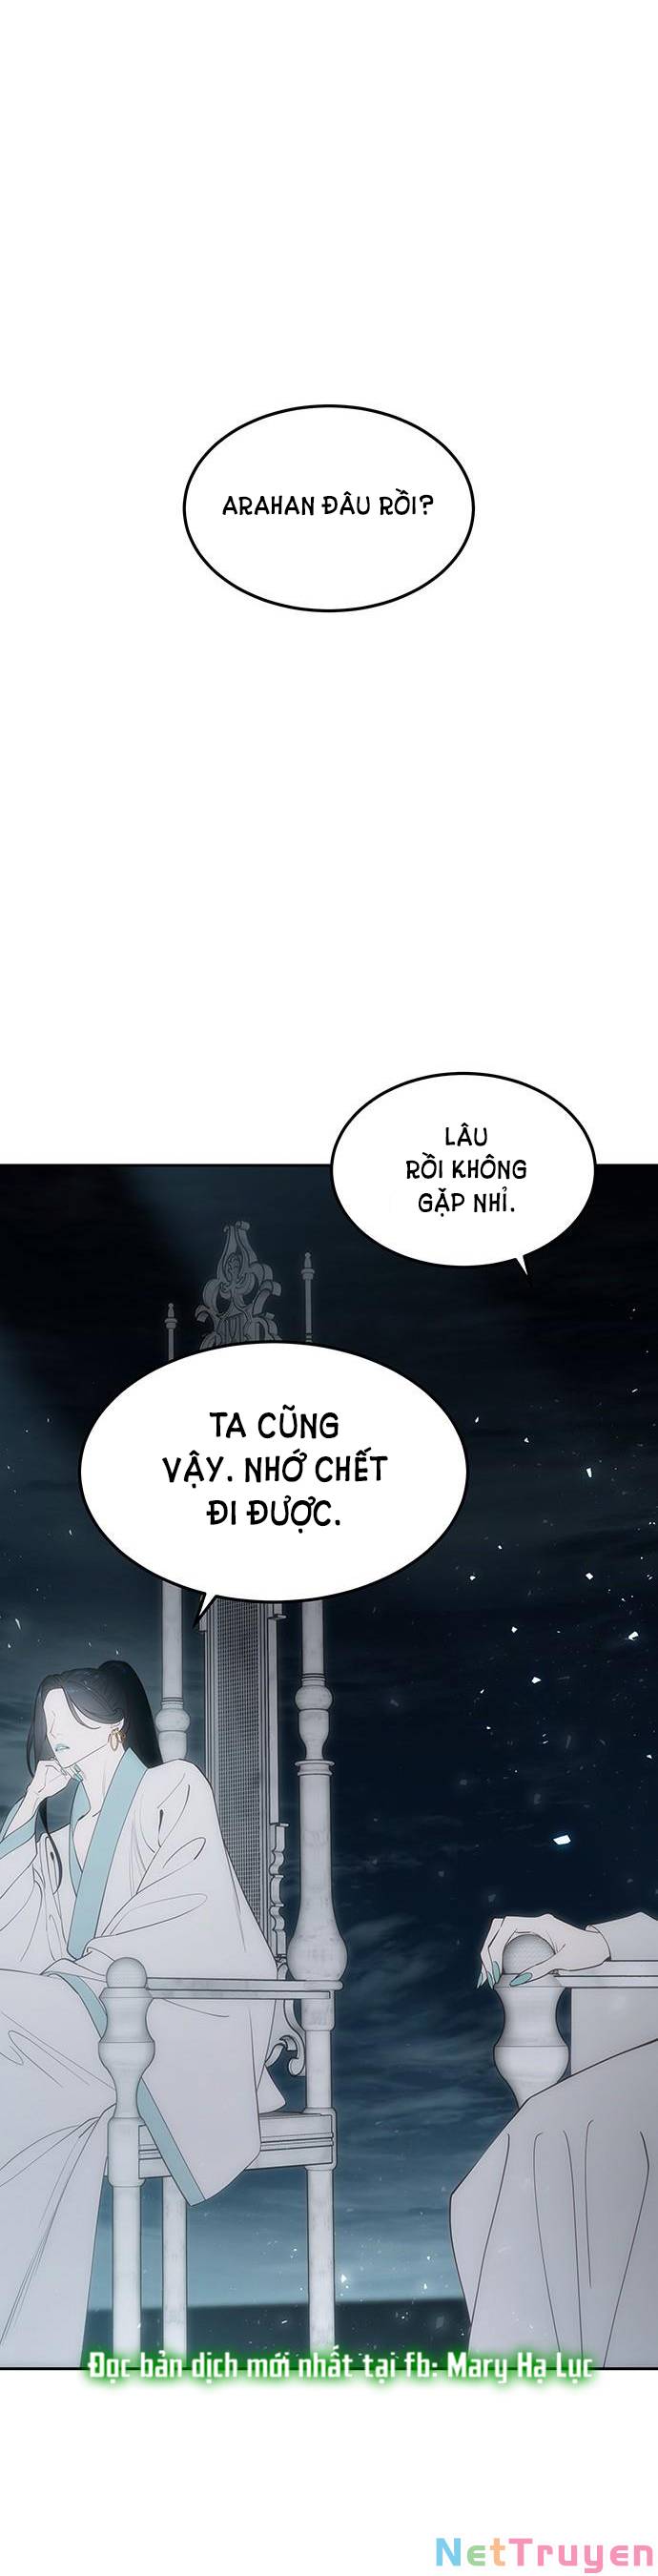 ARAHAN ĐÂU RỒI?
LÂU
RỒI KHÔNG
GẶP NHỈ.
TA CŨNG
VẬY. NHỚ CHẾT
ĐI ĐƯỢC.
Đọc bản dịch mới nhất tại fb: Mary Hạ Lục
NetTruyen